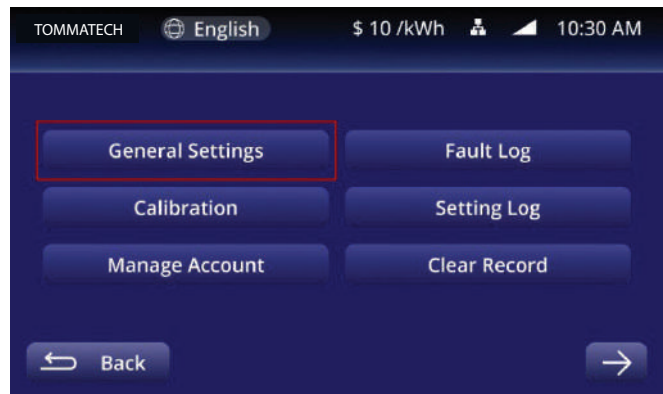 TOMMATECH English $ 10 /kWh 10:30 AM
General Settings Fault Log
Calibration Setting Log
Manage Account Clear Record
Back